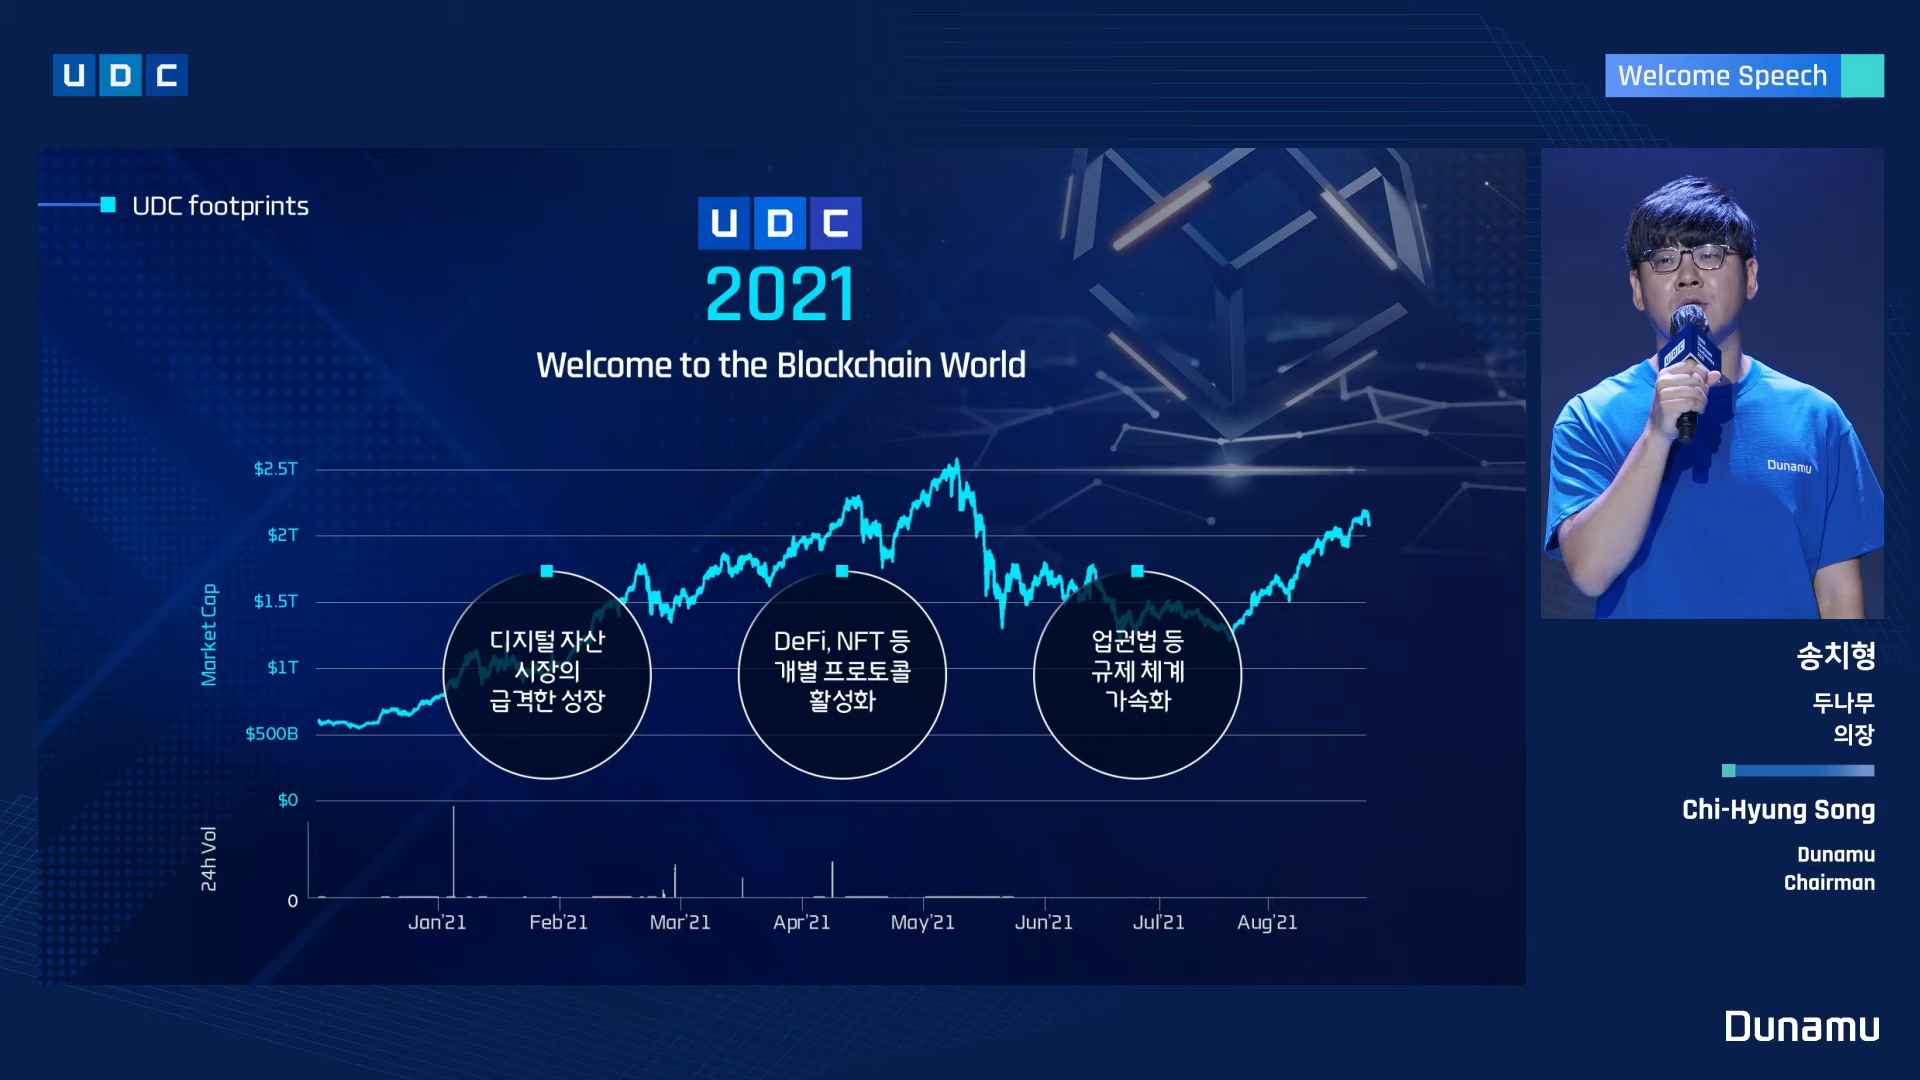 UDC
Welcome Speech
UDC footprints
UDC
2021
Welcome to the Blockchain World
$2.5T
$2T
$1.5T
$1T
$500B
$0
Market Cap
24h Vol
0
디지털 자산
시장의
급격한 성장
DeFi, NFT 등
개별 프로토콜
활성화
업권법 등
규제 체계
가속화
Jan'21
Feb'21
Mar'21
Apr'21
May'21
Jun'21
Jul'21
Aug'21
UDC
Dunamu
송치형
두나무
의장
Chi-Hyung Song
Dunamu
Chairman
Dunamu